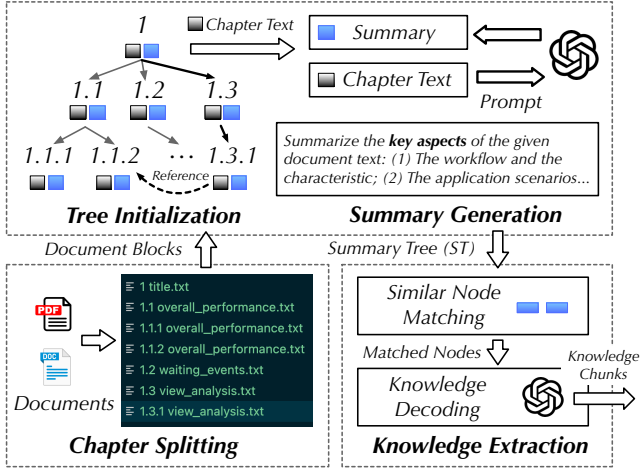 1
Chapter Text
Summary
1.1
1.2
1.3
Chapter Text
Prompt
1.1.1
1.1.2
...
1.3.1
Reference
Summarize the key aspects of the given
document text: (1) The workflow and the
characteristic; (2) The application scenarios...
Tree Initialization
Summary Generation
Document Blocks
Summary Tree (ST)
PDF
DOC
Documents
1 title.txt
1.1 overall_performance.txt
1.1.1 overall_performance.txt
1.1.2 overall_performance.txt
1.2 waiting_events.txt
1.3 view_analysis.txt
1.3.1 view_analysis.txt
Chapter Splitting
Similar Node
Matching
Matched Nodes
Knowledge
Chunks
Knowledge
Decoding
Knowledge Extraction